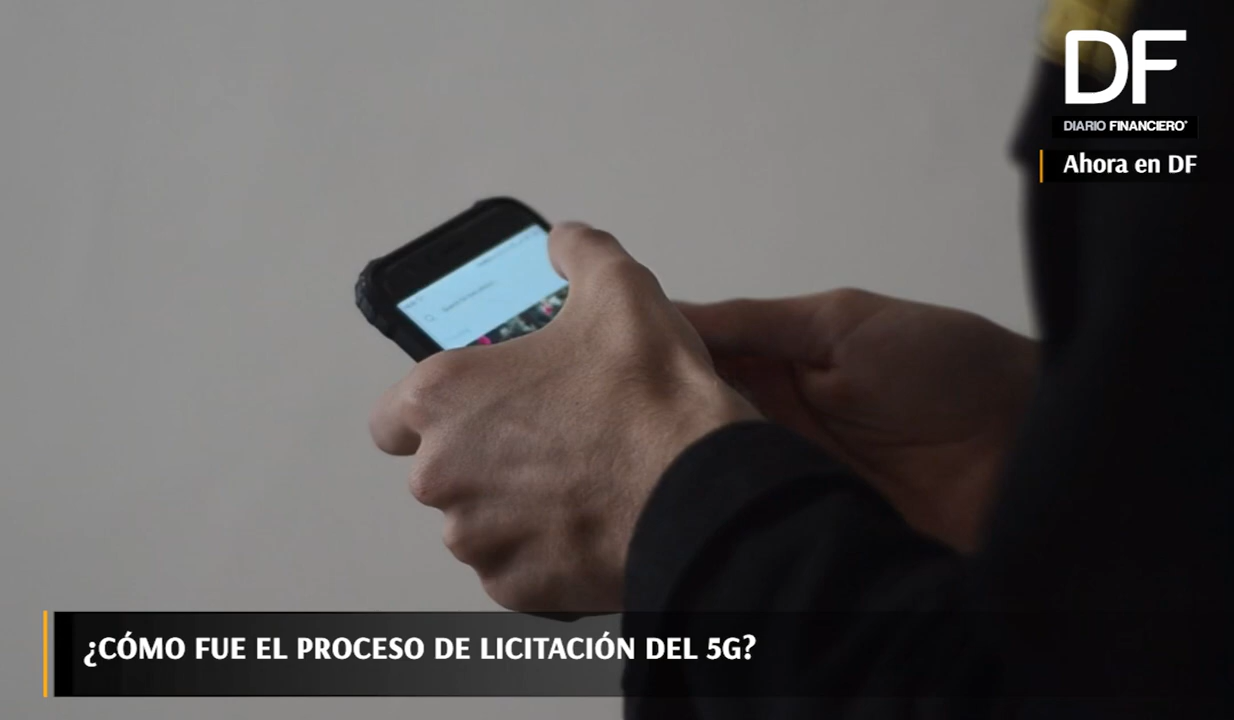 DF
DIARIO FINANCIERO®
Ahora en DF
¿CÓMO FUE EL PROCESO DE LICITACIÓN DEL 5G?